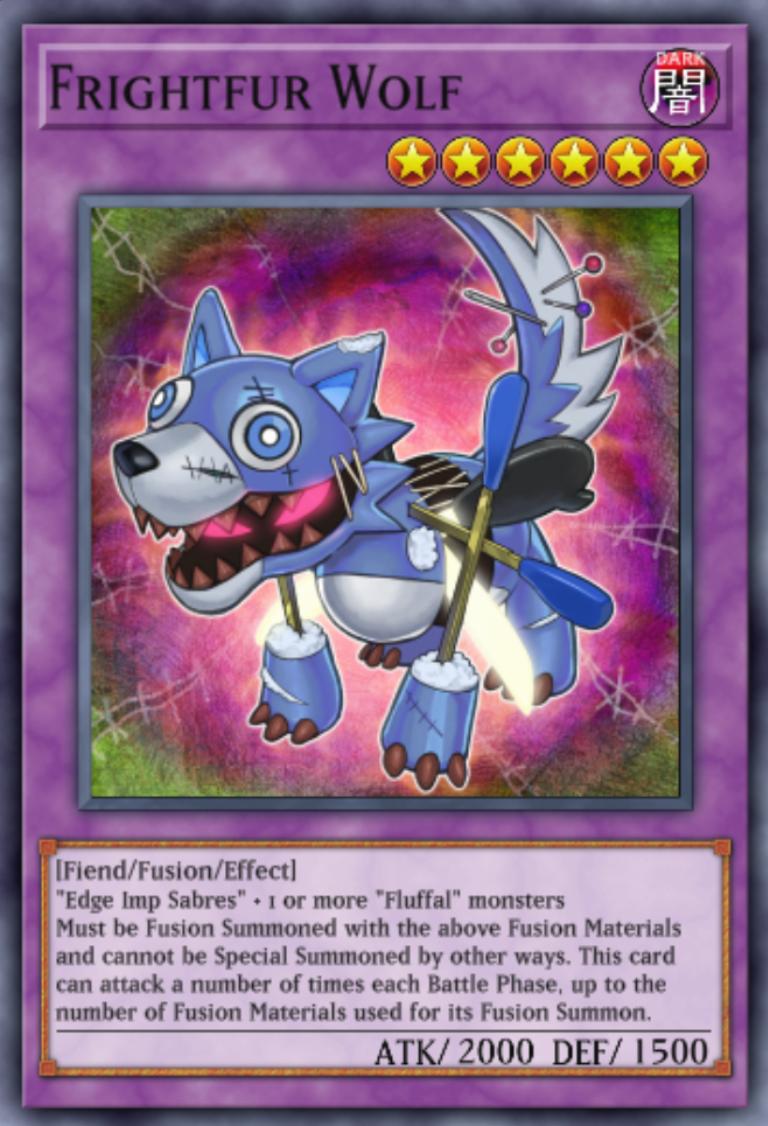 Frightfur Wolf
DARK
闇
[Fiend/Fusion/Effect]
"Edge Imp Sabres" + 1 or more "Fluffal" monsters
Must be Fusion Summoned with the above Fusion Materials
and cannot be Special Summoned by other ways. This card
can attack a number of times each Battle Phase, up to the
number of Fusion Materials used for its Fusion Summon.
ATK/ 2000 DEF/ 1500